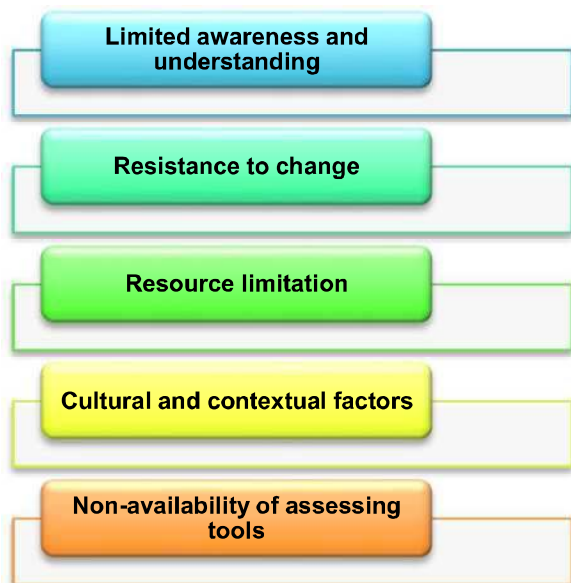 Limited awareness and
understanding
Resistance to change
Resource limitation
Cultural and contextual factors
Non-availability of assessing
tools